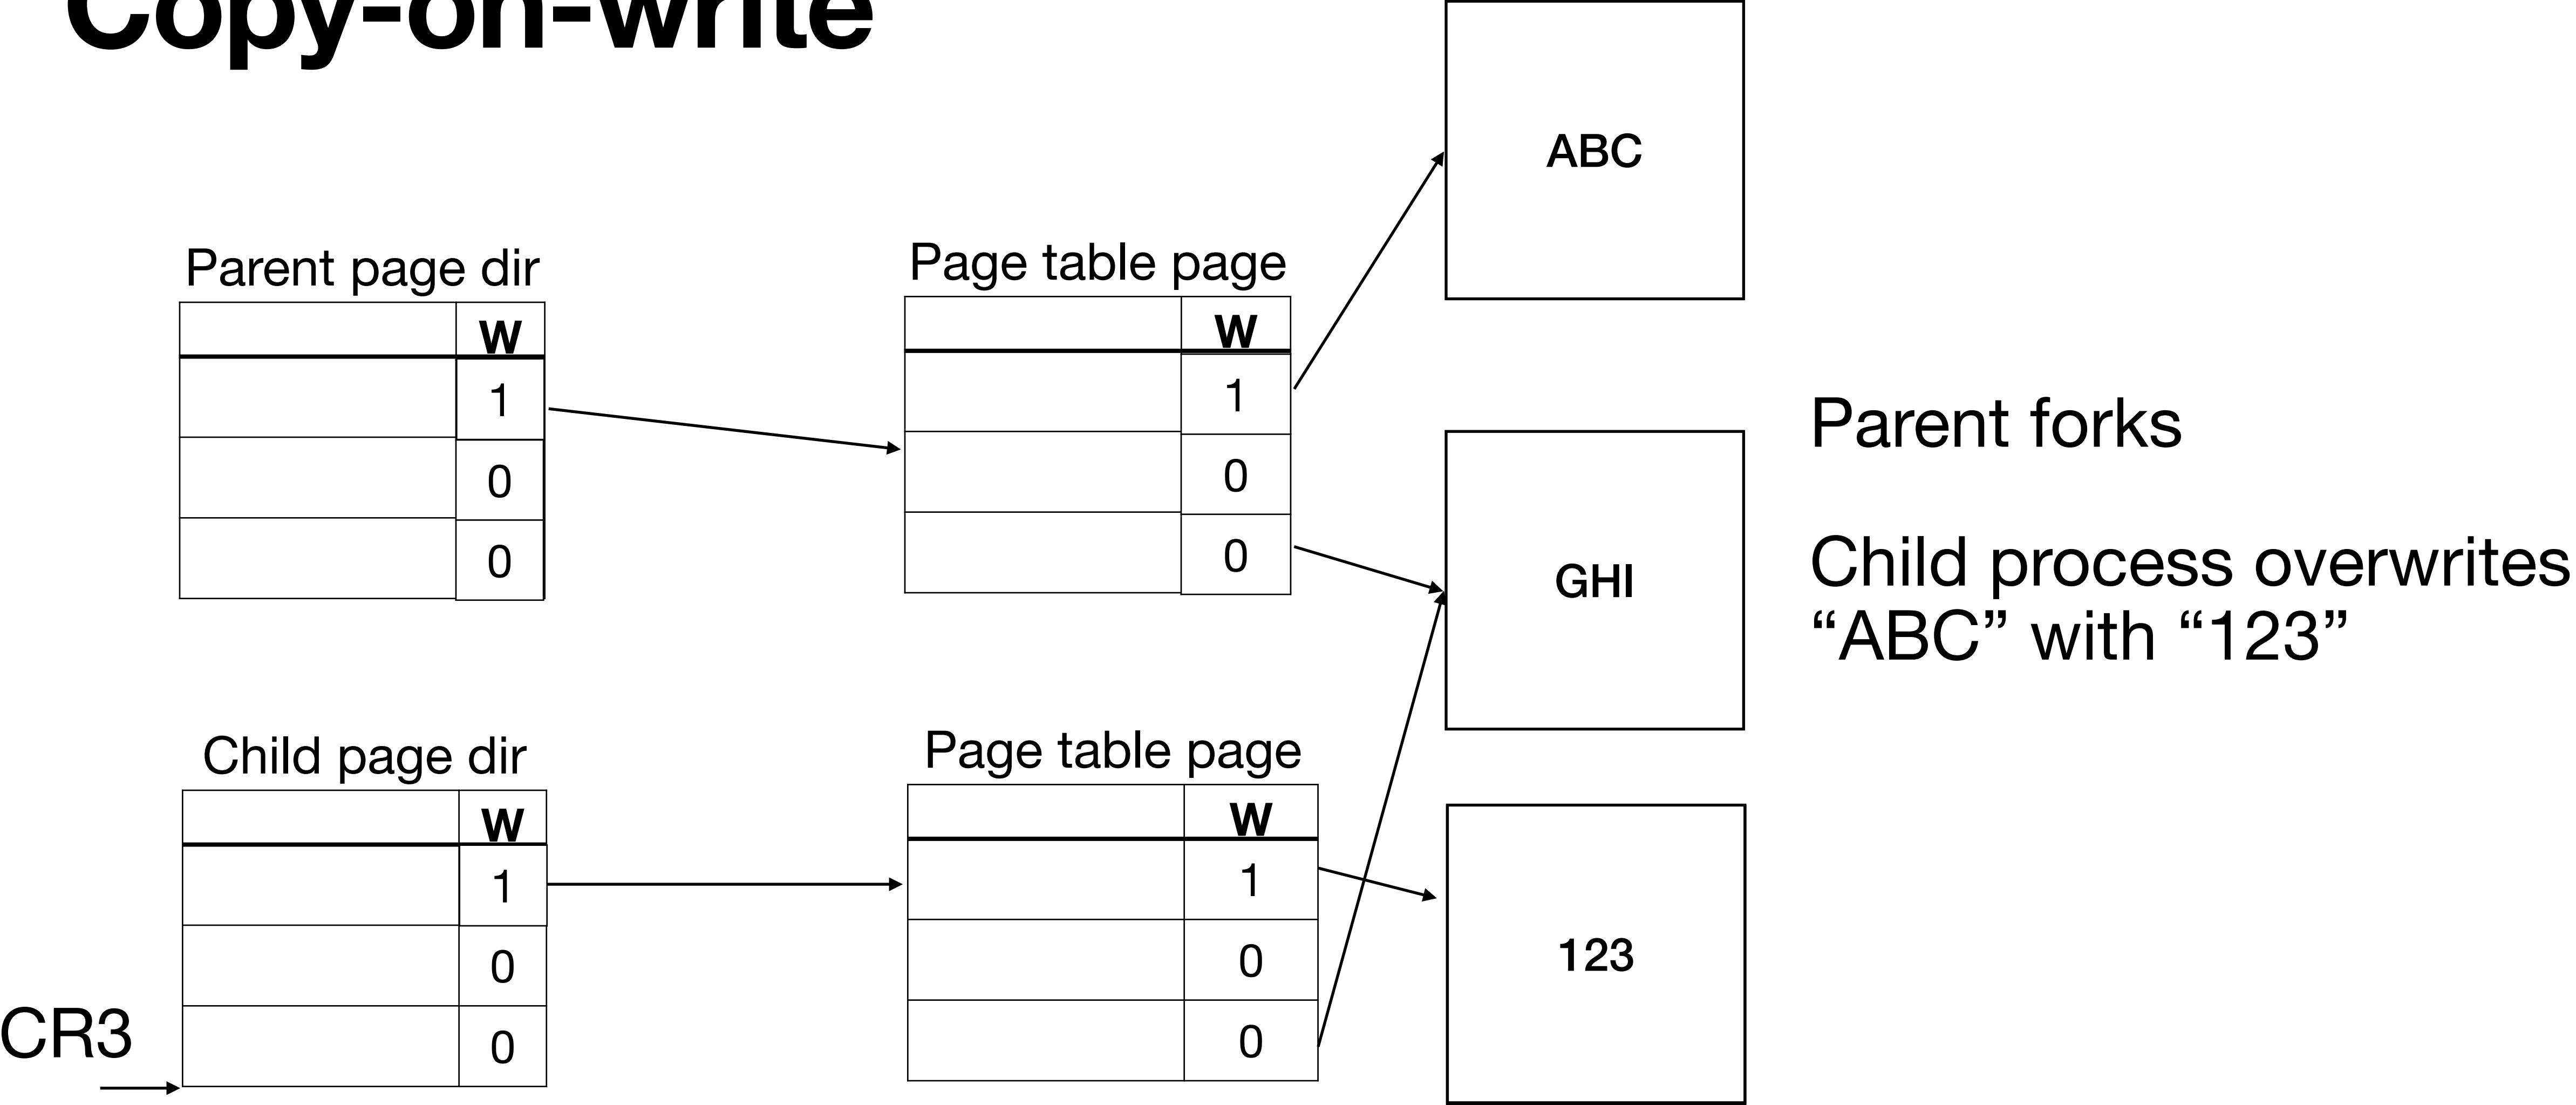 Copy-on-write
ABC
Parent page dir
W
1
0
0
Page table page
W
1
0
0
GHI
Parent forks
Child process overwrites
“ABC” with “123”
Child page dir
W
1
0
0
Page table page
W
1
0
0
123
CR3